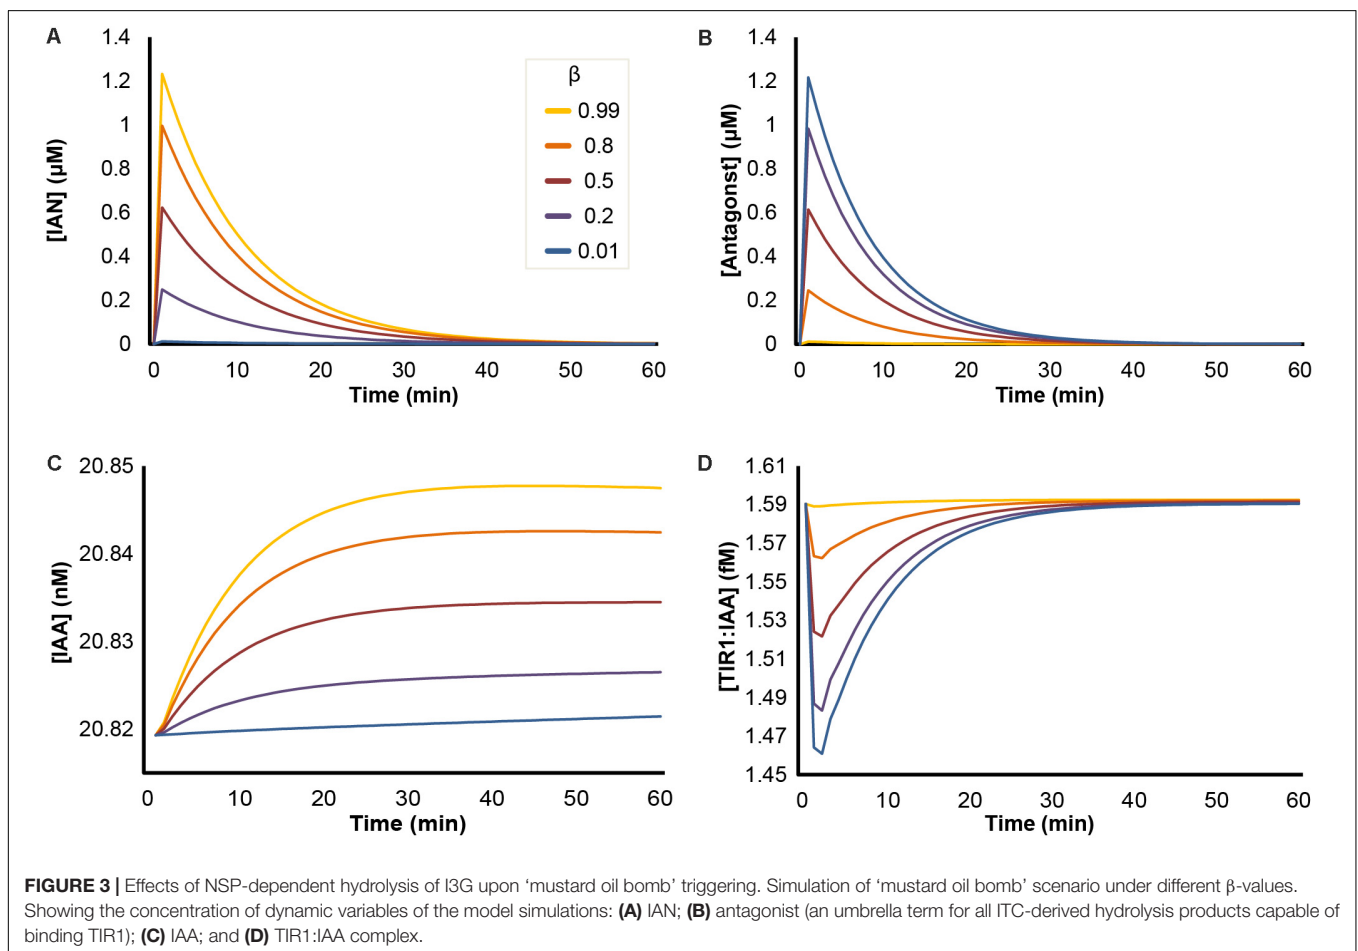 A
1.4
1.2
1
0.8
0.6
0.4
0.2
0
[IAN] (µM)
0 10 20 30 40 50 60
Time (min)
β
0.99
0.8
0.5
0.2
0.01
B
1.4
1.2
1
0.8
0.6
0.4
0.2
0
[Antagonst] (µM)
0 10 20 30 40 50 60
Time (min)
C
20.85
20.84
20.83
20.82
[IAA] (nM)
0 10 20 30 40 50 60
Time (min)
D
1.61
1.59
1.57
1.55
1.53
1.51
1.49
1.47
1.45
[TIR1:IAA] (fM)
0 10 20 30 40 50 60
Time (min)
FIGURE 3 | Effects of NSP-dependent hydrolysis of I3G upon ‘mustard oil bomb’ triggering. Simulation of ‘mustard oil bomb’ scenario under different β-values.
Showing the concentration of dynamic variables of the model simulations: (A) IAN; (B) antagonist (an umbrella term for all ITC-derived hydrolysis products capable of
binding TIR1); (C) IAA; and (D) TIR1:IAA complex.